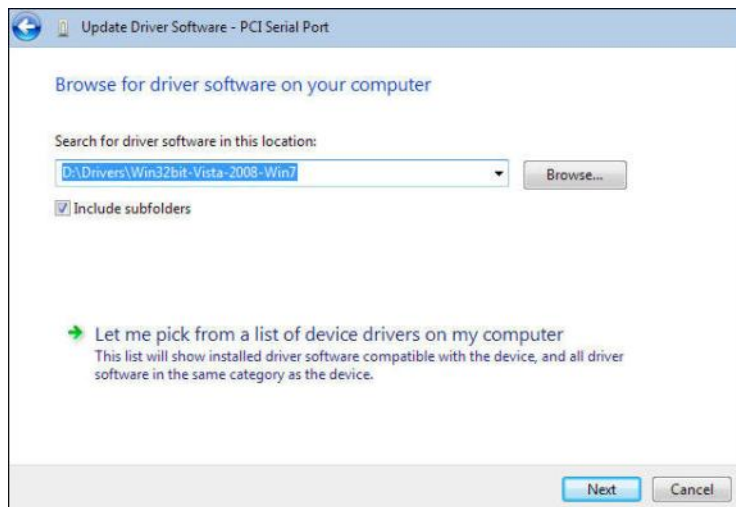 Update Driver Software - PCI Serial Port
Browse for driver software on your computer
Search for driver software in this location:
D:\Drivers\Win32bit-Vista-2008-Win7
Browse...
Include subfolders
Let me pick from a list of device drivers on my computer
This list will show installed driver software compatible with the device, and all driver
software in the same category as the device.
Next
Cancel